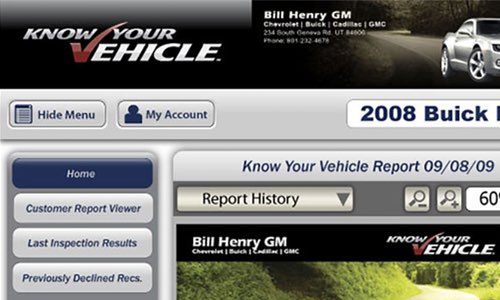 KNOW YOUR
VEHICLE.
Bill Henry GM
Chevrolet | Buick | Cadillac | GMC
234 South Geneva Rd. UT 84600
Phone: 801-232-4678
Hide Menu
My Account
2008 Buick
Home
Customer Report Viewer
Last Inspection Results
Previously Declined Recs.
Know Your Vehicle Report 09/08/09
Report History
60
Bill Henry GM
Chevrolet | Buick | Cadillac | GMC
KNOW YOUR
VEHICLE.